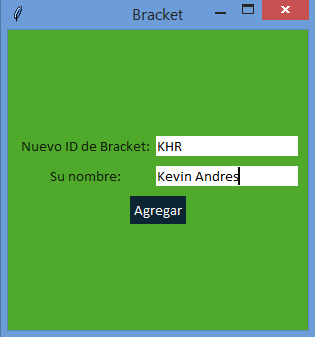 Bracket
Nuevo ID de Bracket: KHR
Su nombre: Kevin Andres
Agregar